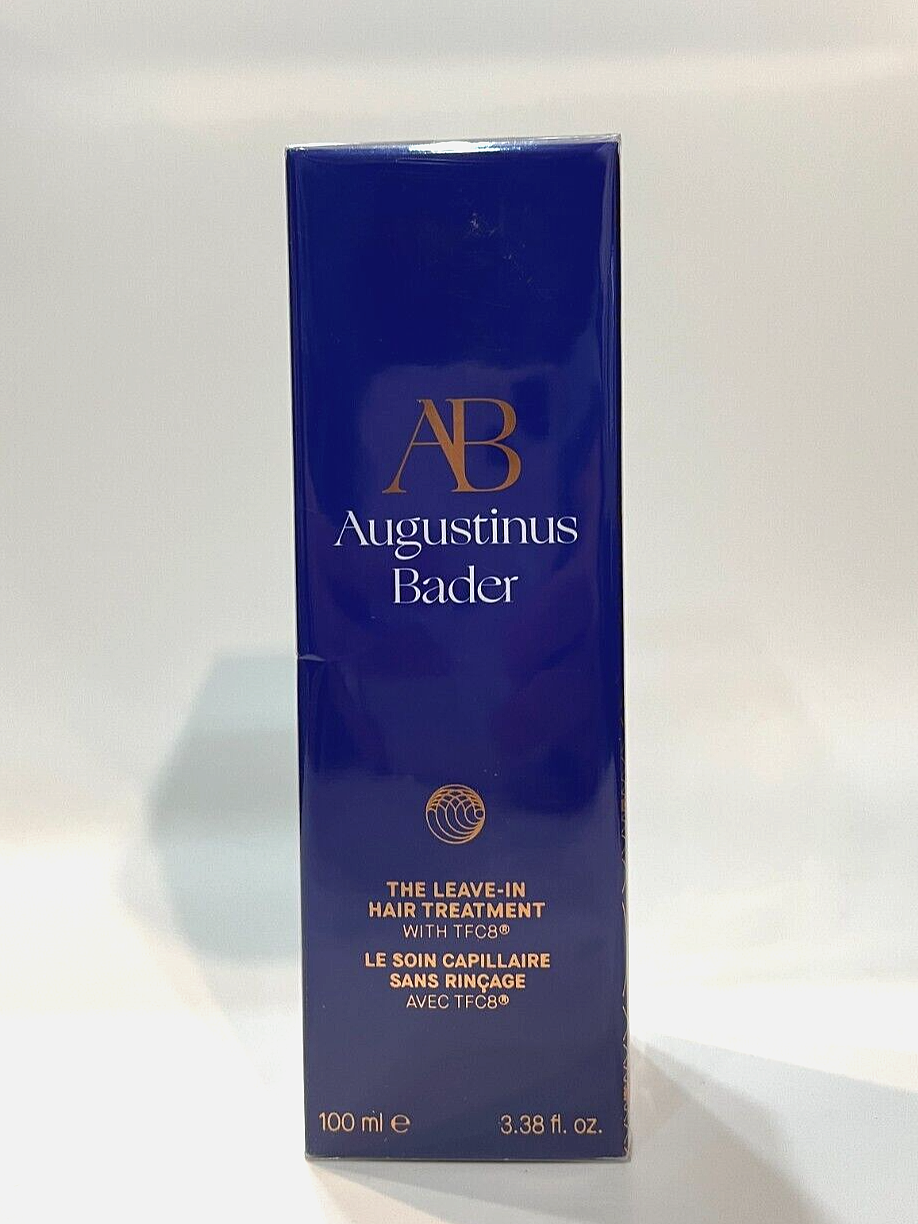 AB
Augustinus
Bader
THE LEAVE-IN
HAIR TREATMENT
WITH TFC8®
LE SOIN CAPILLAIRE
SANS RINÇAGE
AVEC TFC8®
100 ml ℮ 3.38 fl. oz.